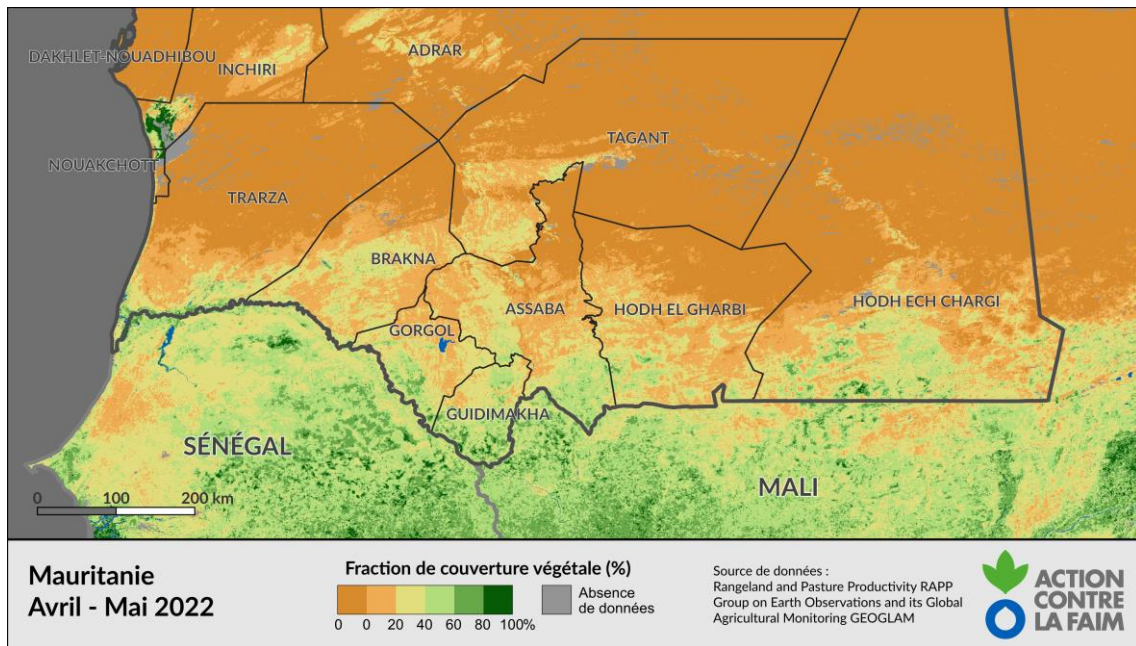 DAKHLET-NOUADHIBOU
INCHIRI
ADRAR
TAGANT
NOUAKCHOTT
TRARZA
BRAKNA
ASSABA
HODH EL GHARBI
HODH ECH CHARGI
GORGOL
GUIDIMAKHA
SÉNÉGAL
MALI
0 100 200 km
Mauritanie
Avril - Mai 2022
Fraction de couverture végétale (%)
0 0 20 40 60 80 100%
Absence
de données
Source de données :
Rangeland and Pasture Productivity RAPP
Group on Earth Observations and its Global
Agricultural Monitoring GEOGLAM
ACTION
CONTRE
LA FAIM